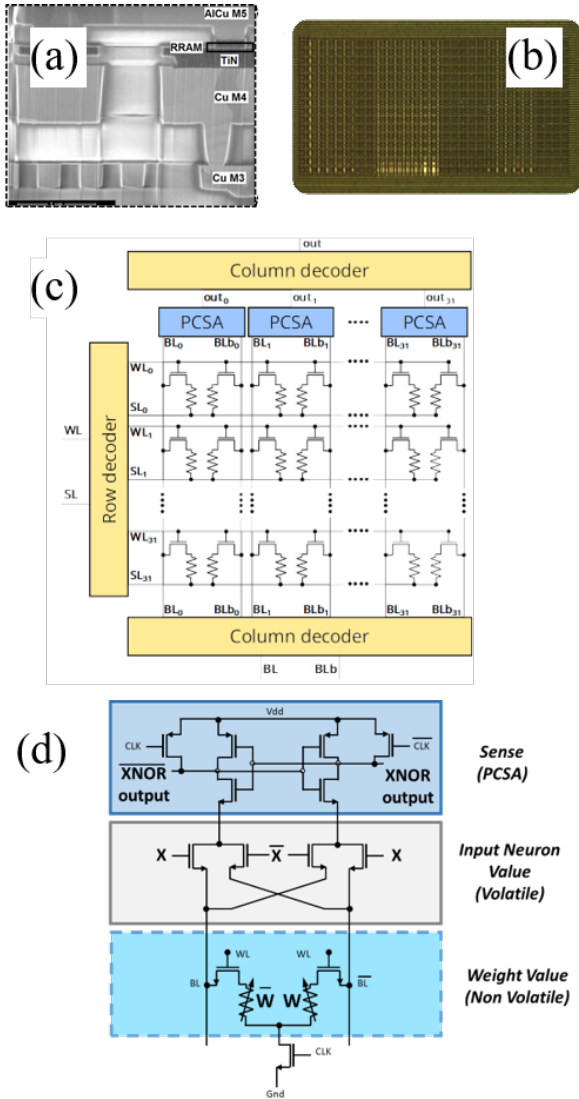 (a)
AlCu M5
RRAM
TiN
Cu M4
Cu M3
(b)
(c)
out
Column decoder
out0 out1 out31
PCSA PCSA PCSA
BL0 BLb0 BL1 BLb1 BL31 BLb31
Row decoder
WL
SL
WL0
SL0
WL1
SL1
WL31
SL31
BL0 BLb0 BL1 BLb1 BL31 BLb31
Column decoder
BL BLb
(d)
Vdd
CLK C̅L̅K̅
X̅N̅O̅R̅ XNOR
output output
Sense
(PCSA)
X X̅ X
Input Neuron
Value
(Volatile)
WL WL
BL W̅ W B̅L̅
Weight Value
(Non Volatile)
CLK
Gnd